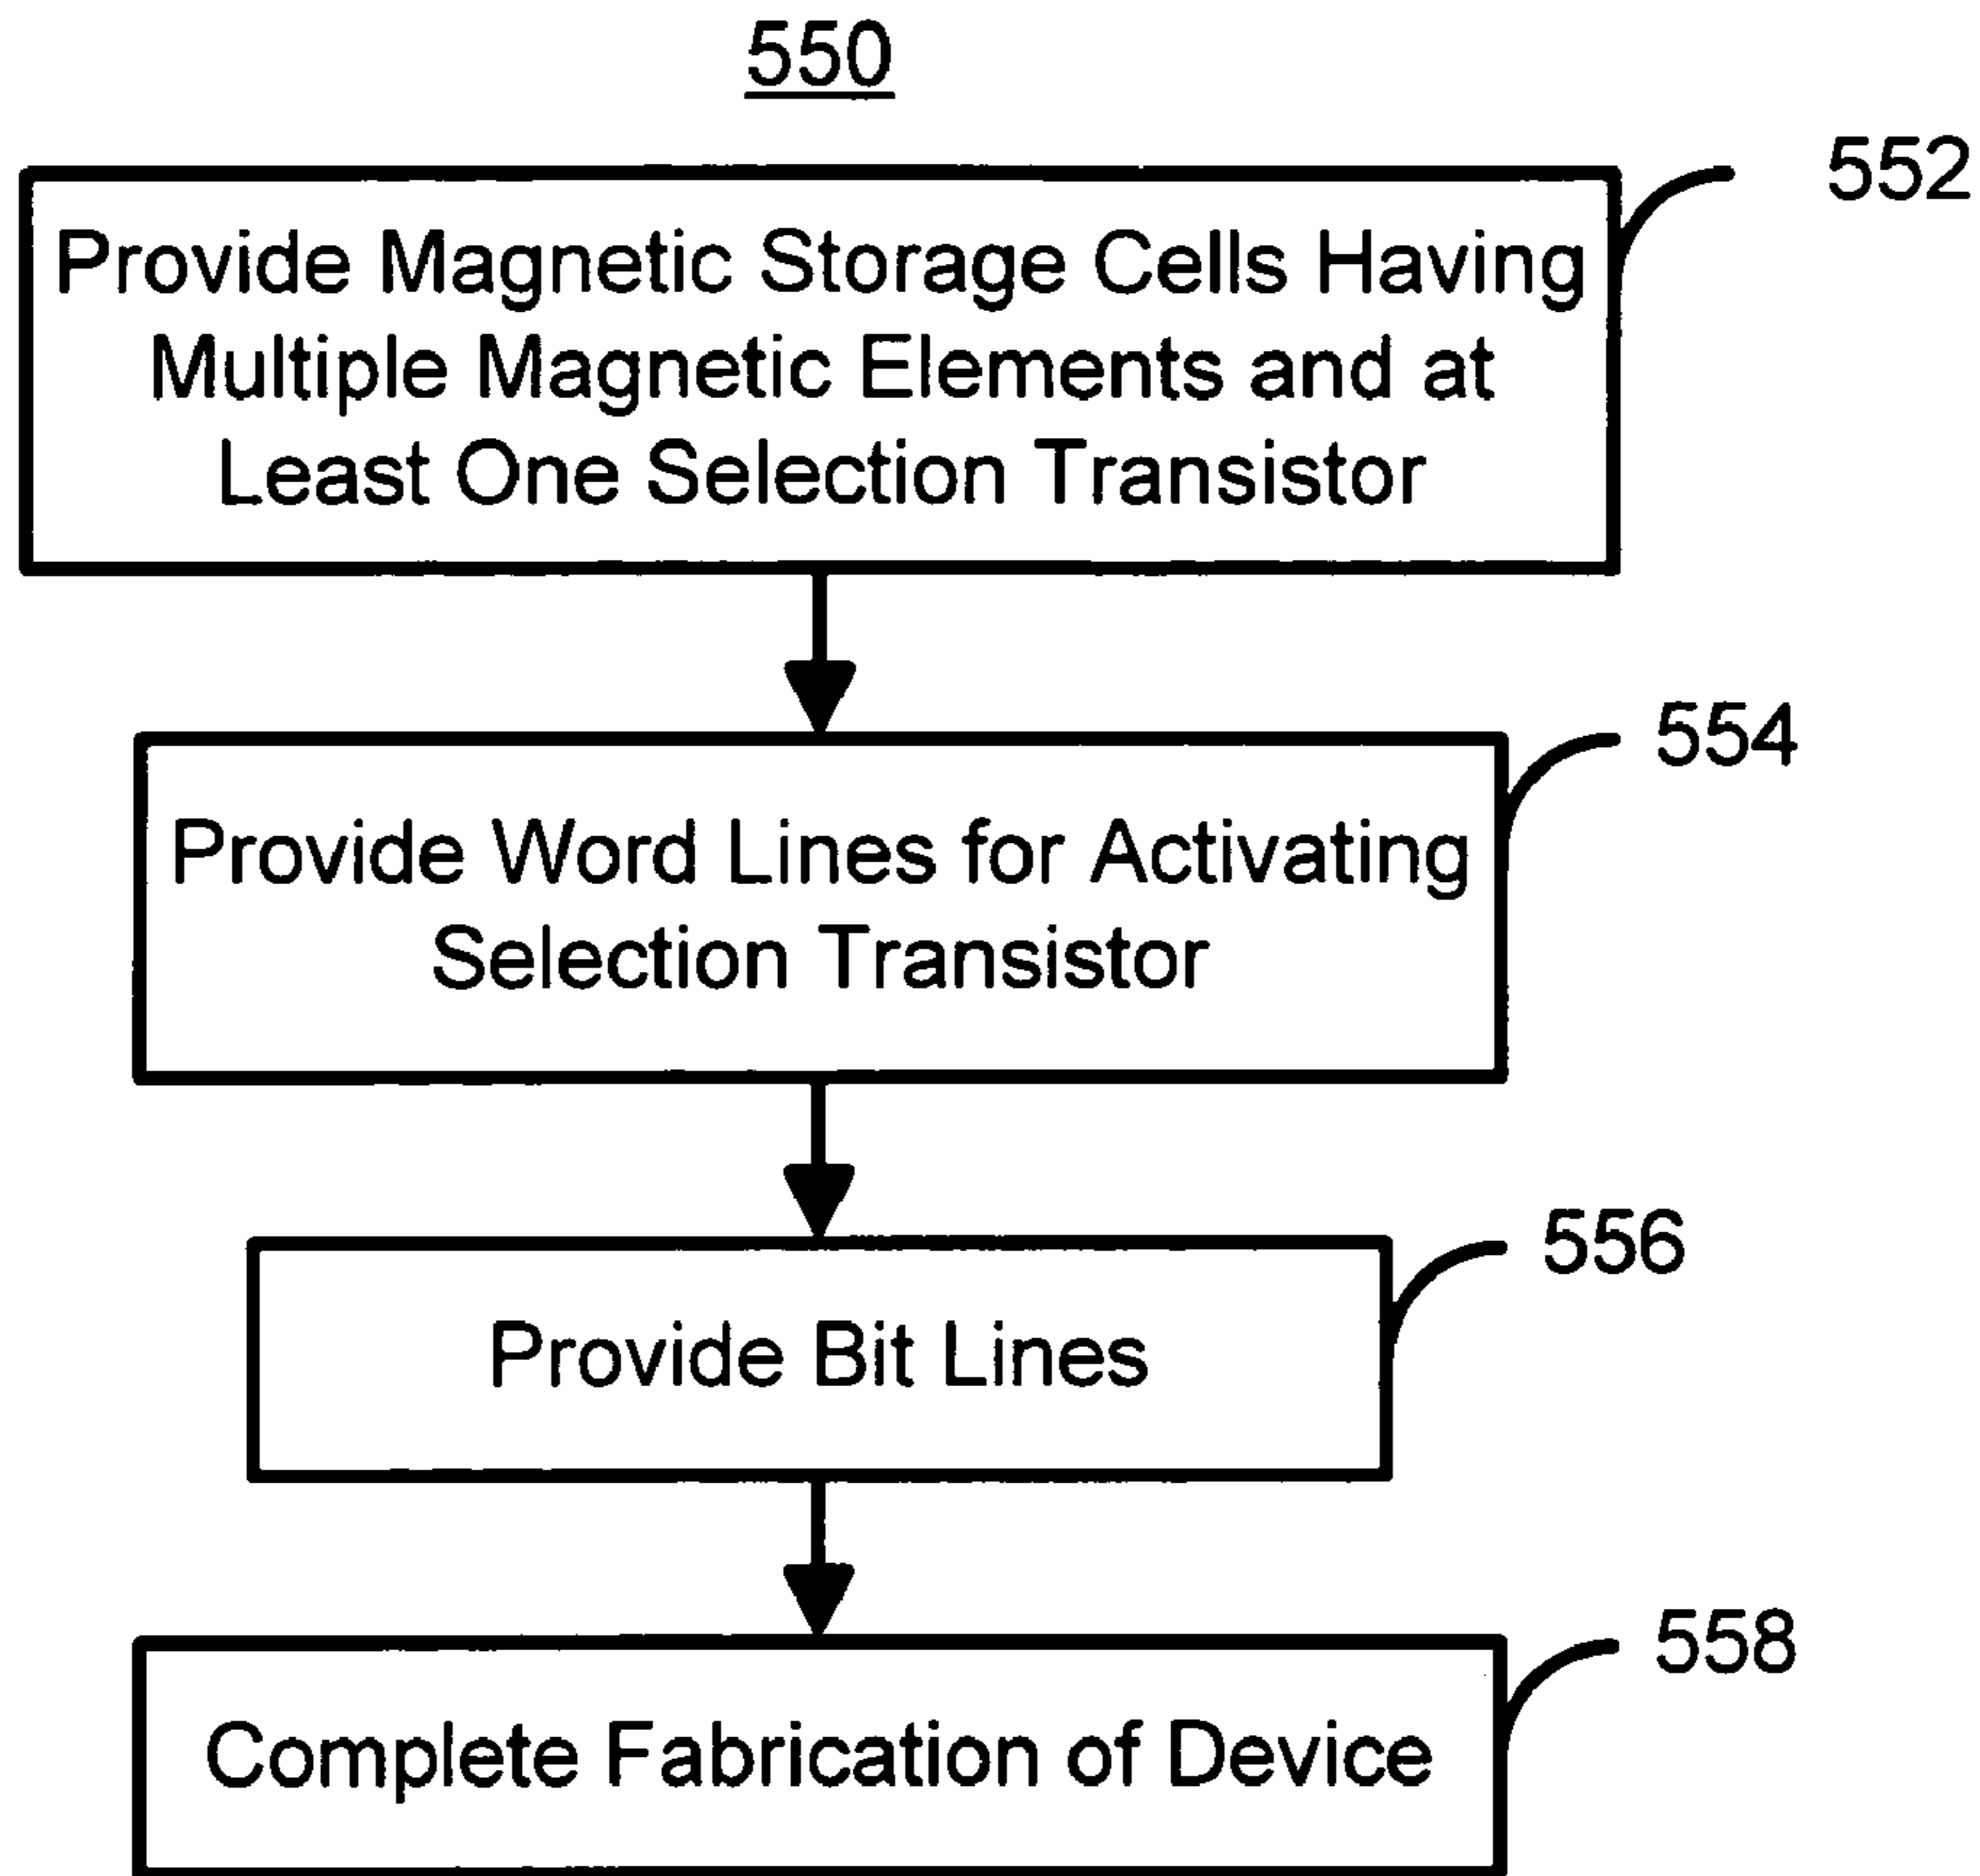 550
552
Provide Magnetic Storage Cells Having
Multiple Magnetic Elements and at
Least One Selection Transistor
554
Provide Word Lines for Activating
Selection Transistor
556
Provide Bit Lines
558
Complete Fabrication of Device